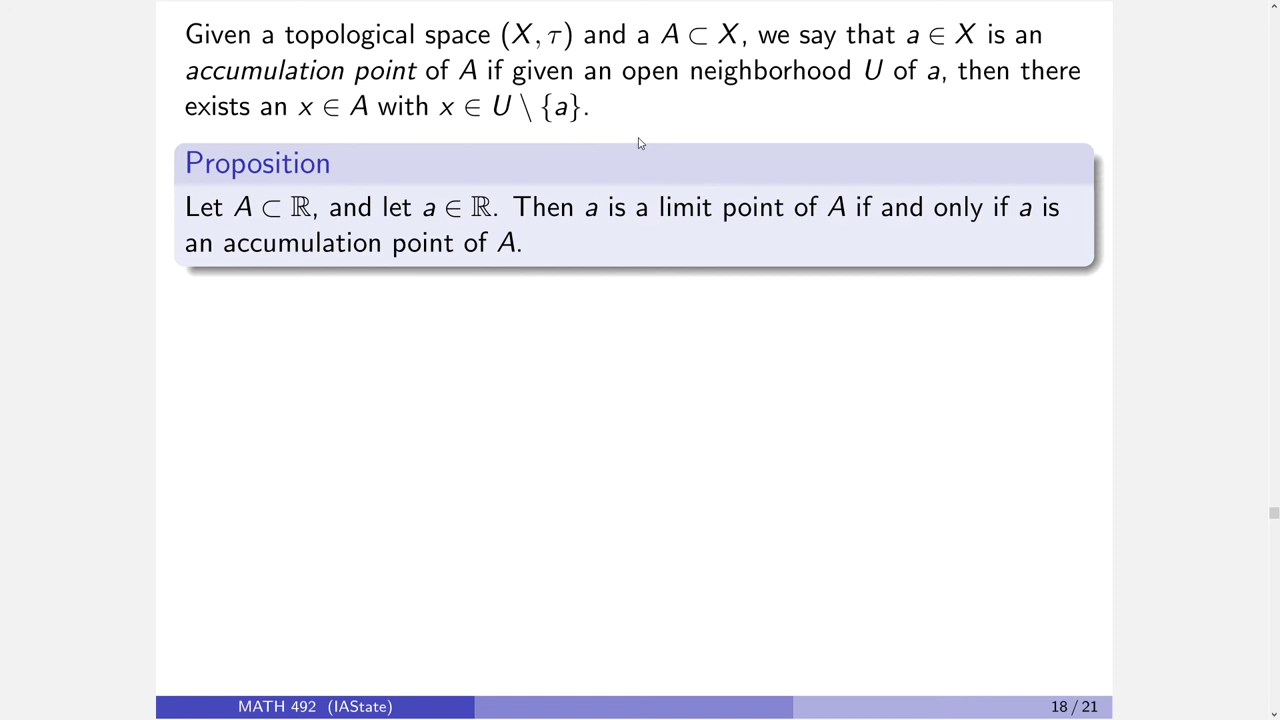 Given a topological space (X, τ) and a A ⊂ X, we say that a ∈ X is an
accumulation point of A if given an open neighborhood U of a, then there
exists an x ∈ A with x ∈ U \ {a}.
Proposition
Let A ⊂ ℝ, and let a ∈ ℝ. Then a is a limit point of A if and only if a is
an accumulation point of A.
MATH 492 (IAState)
18 / 21